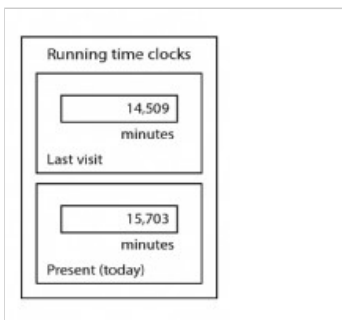 Running time clocks
14,509
minutes
Last visit
15,703
minutes
Present (today)